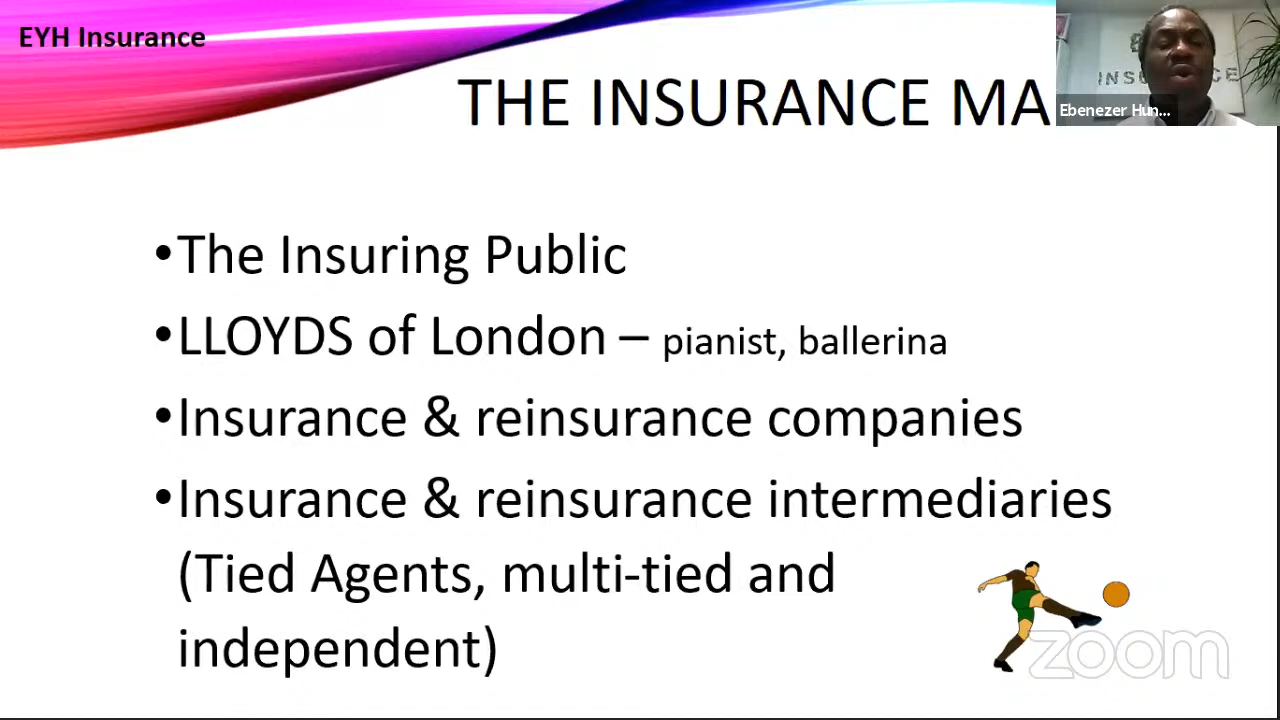 EYH Insurance
THE INSURANCE MA
INSURANCE
Ebenezer Hun...
•The Insuring Public
•LLOYDS of London – pianist, ballerina
•Insurance & reinsurance companies
•Insurance & reinsurance intermediaries
(Tied Agents, multi-tied and
independent)
zoom